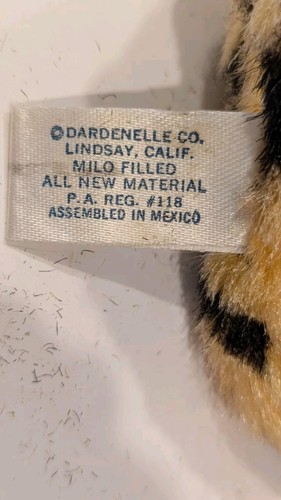 ©DARDENELLE CO.
LINDSAY, CALIF.
MILO FILLED
ALL NEW MATERIAL
P.A. REG. #118
ASSEMBLED IN MEXICO